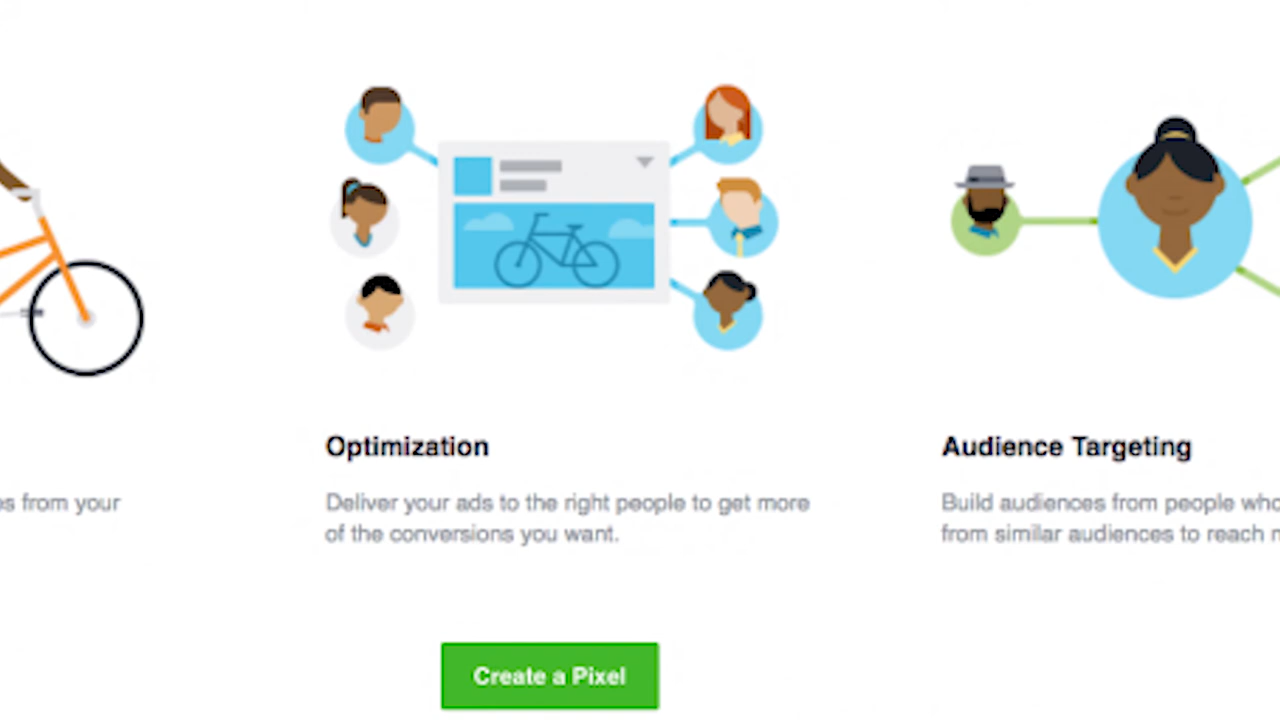 Optimization
Audience Targeting
from your
Deliver your ads to the right people to get more
of the conversions you want.
Build audiences from people who
from similar audiences to reach
Create a Pixel